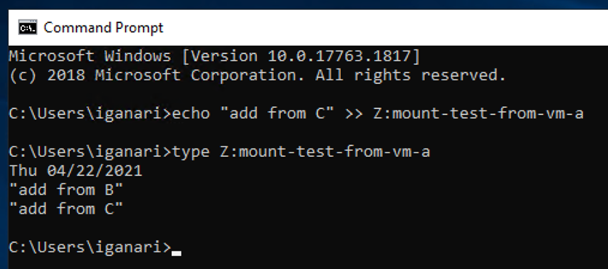 Command Prompt
Microsoft Windows [Version 10.0.17763.1817]
(c) 2018 Microsoft Corporation. All rights reserved.
C:\Users\iganari>echo "add from C" >> Z:mount-test-from-vm-a
C:\Users\iganari>type Z:mount-test-from-vm-a
Thu 04/22/2021
"add from B"
"add from C"
C:\Users\iganari>